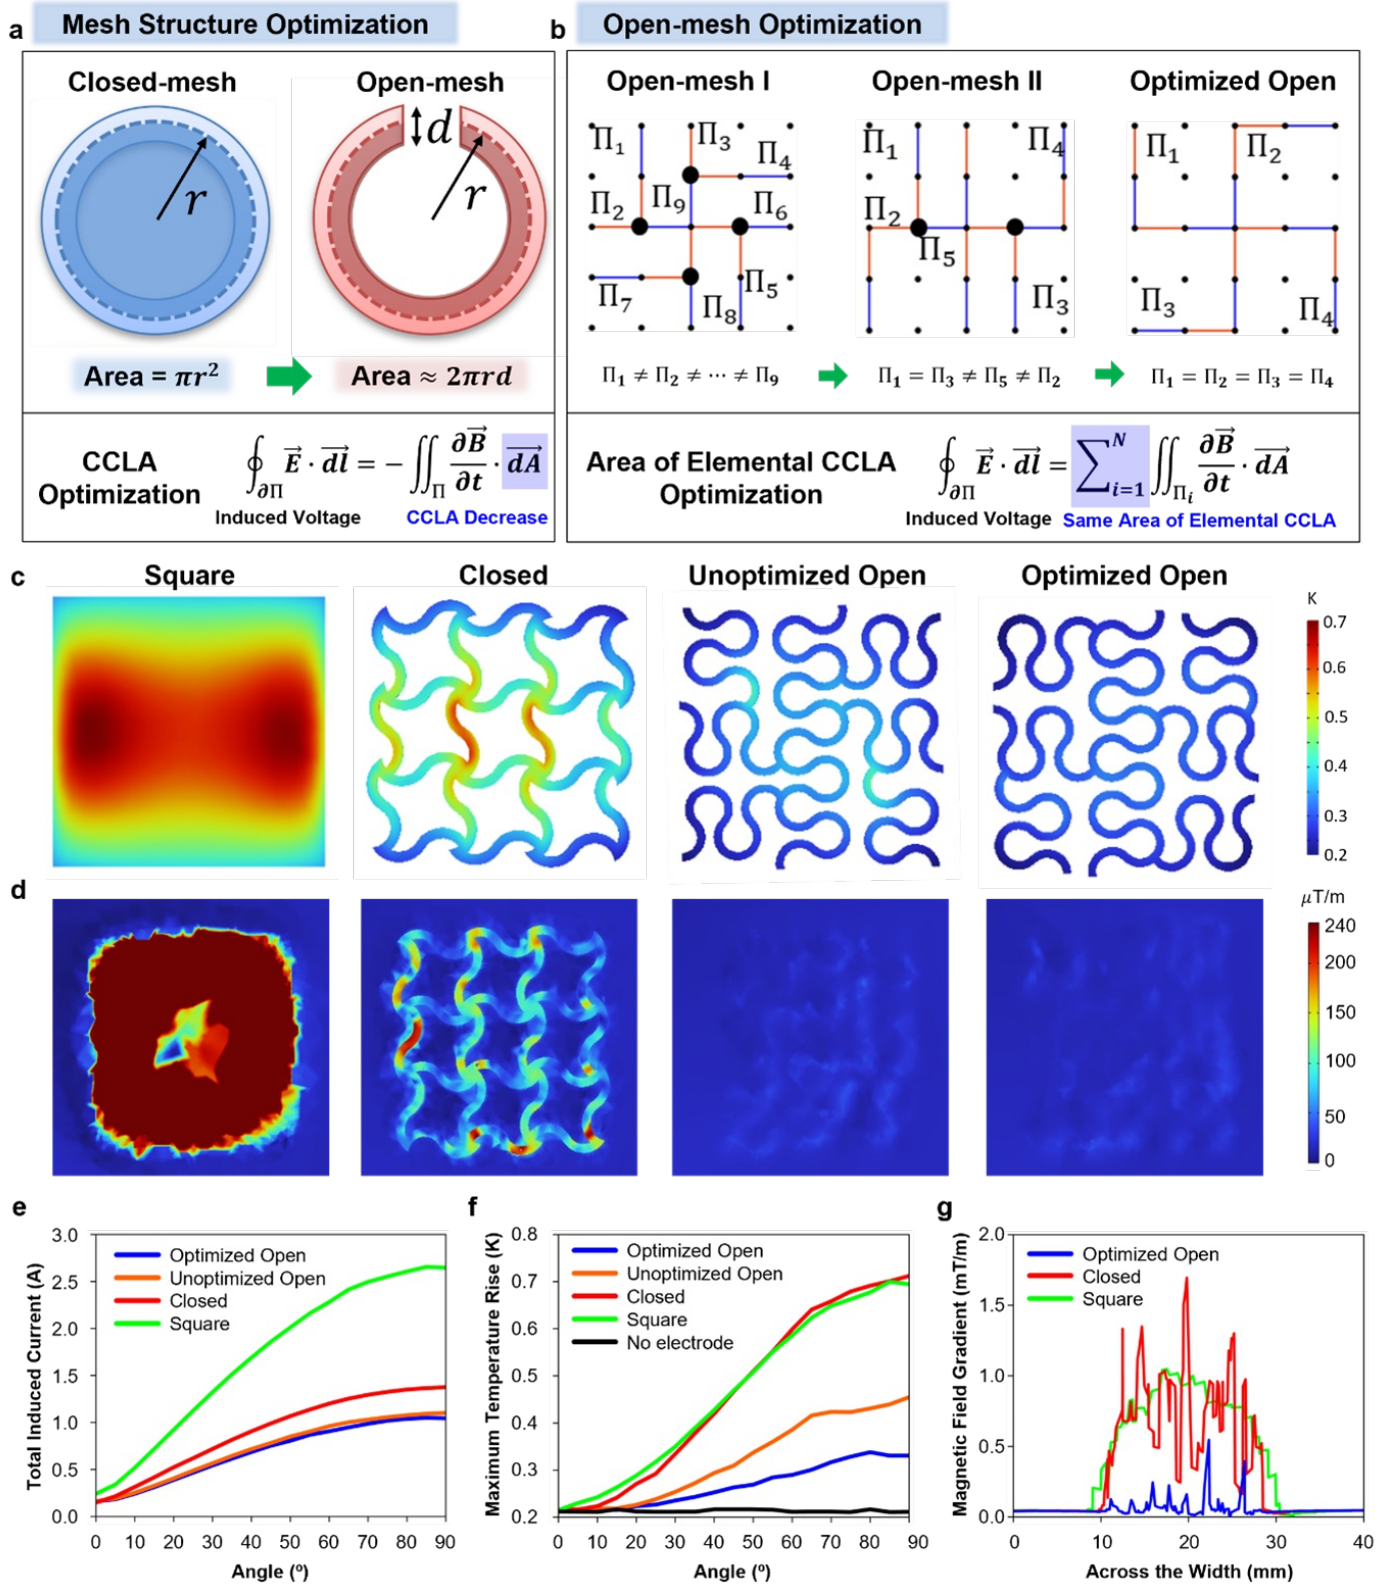 a
Mesh Structure Optimization
Closed-mesh
Open-mesh
r
d
r
Area = πr²
Area ≈ 2πrd
CCLA
Optimization
∮∂Π E⃗ · dl⃗ = − ∬Π ∂B⃗/∂t · dA⃗
Induced Voltage
CCLA Decrease
b
Open-mesh Optimization
Open-mesh I
Open-mesh II
Optimized Open
Π₁
Π₃
Π₄
Π₂
Π₉
Π₆
Π₇
Π₈
Π₅
Π₁
Π₄
Π₂
Π₅
Π₃
Π₁
Π₂
Π₃
Π₄
Π₁ ≠ Π₂ ≠ ⋯ ≠ Π₉
Π₁ = Π₃ ≠ Π₅ ≠ Π₂
Π₁ = Π₂ = Π₃ = Π₄
Area of Elemental CCLA
Optimization
∮∂Π E⃗ · dl⃗ = ∑ᵢ₌₁ᴺ ∬Πᵢ ∂B⃗/∂t · dA⃗
Induced Voltage
Same Area of Elemental CCLA
c
Square
Closed
Unoptimized Open
Optimized Open
K
0.7
0.6
0.5
0.4
0.3
0.2
d
μT/m
240
200
150
100
50
0
e
Total Induced Current (A)
3.0
2.5
2.0
1.5
1.0
0.5
0.0
Optimized Open
Unoptimized Open
Closed
Square
0 10 20 30 40 50 60 70 80 90
Angle (º)
f
Maximum Temperature Rise (K)
0.8
0.7
0.6
0.5
0.4
0.3
0.2
Optimized Open
Unoptimized Open
Closed
Square
No electrode
0 10 20 30 40 50 60 70 80 90
Angle (º)
g
Magnetic Field Gradient (mT/m)
2.0
1.5
1.0
0.5
0.0
Optimized Open
Closed
Square
0 10 20 30 40
Across the Width (mm)